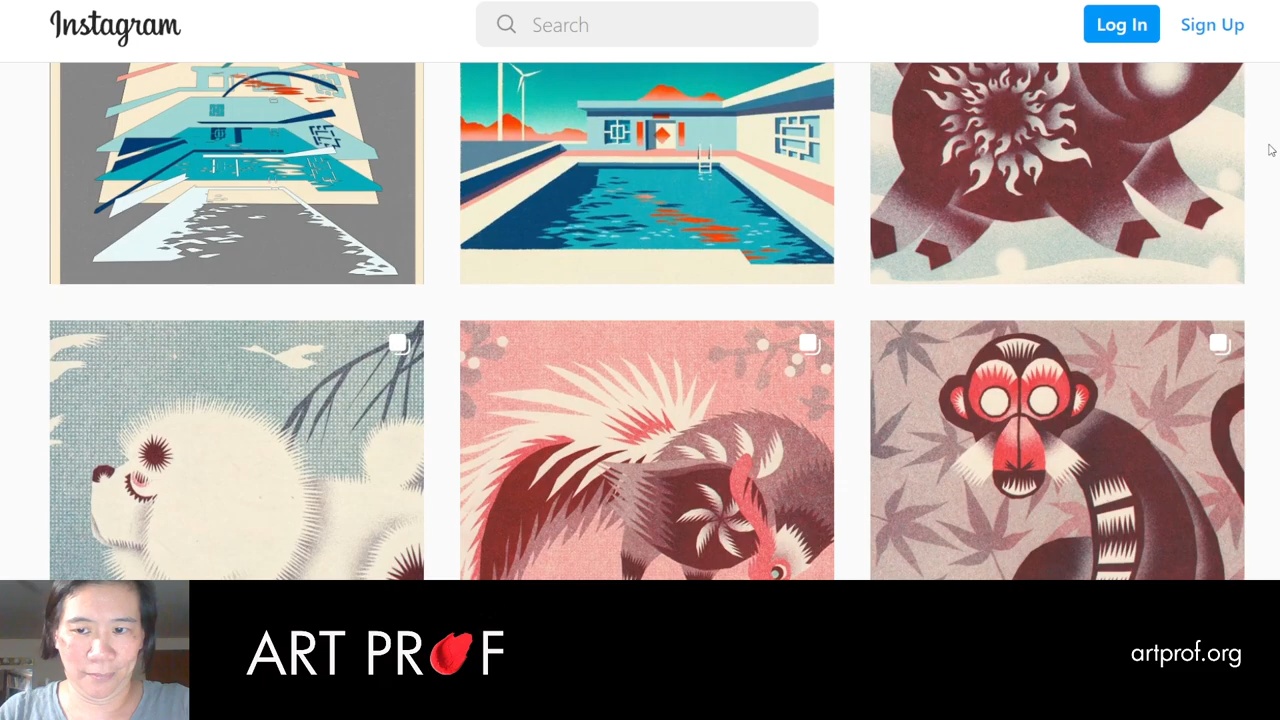 Instagram
Search
Log In
Sign Up
ART PROF
artprof.org